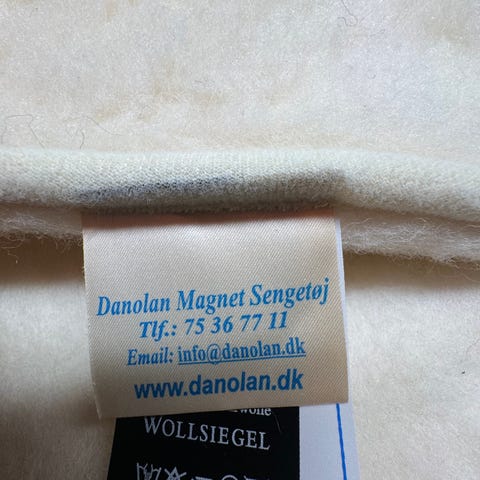 Danolan Magnet Sengetøj
Tlf.: 75 36 77 11
Email: info@danolan.dk
www.danolan.dk
WOLLSIEGEL